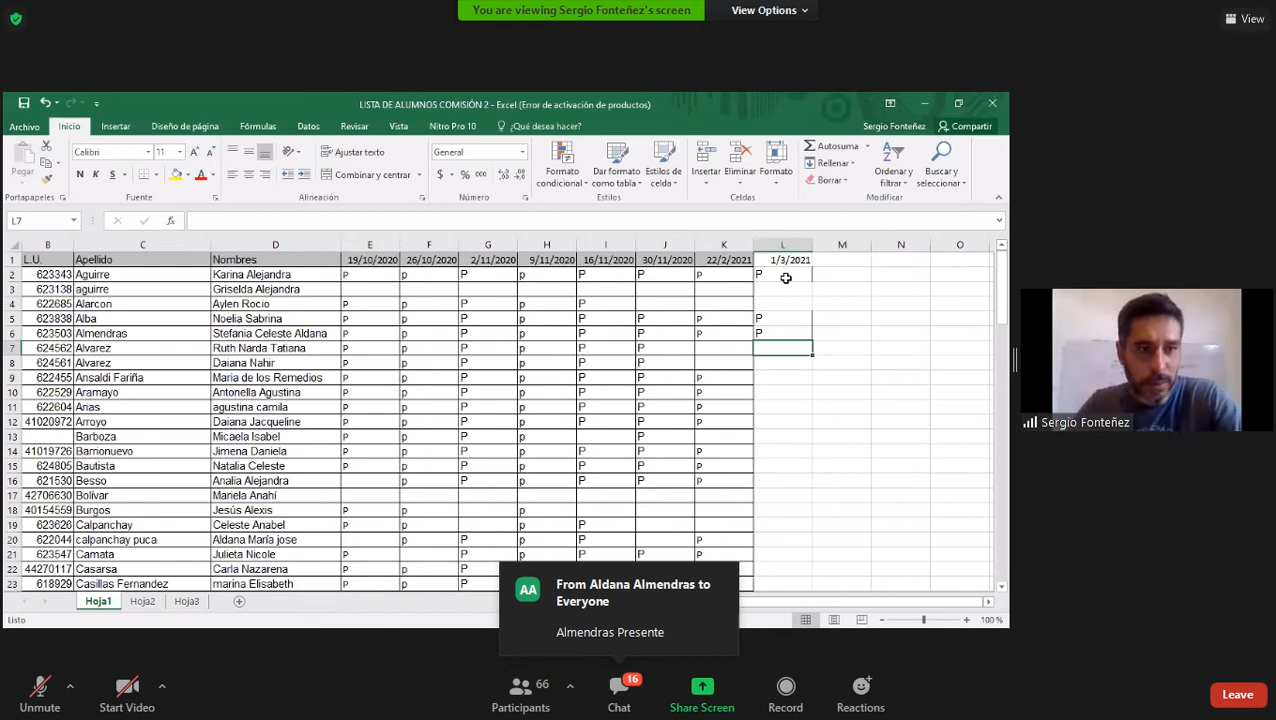 You are viewing Sergio Fonteñez's screen
View Options
View
LISTA DE ALUMNOS COMISIÓN 2 - Excel (Error de activación de productos)
Archivo Inicio Insertar Diseño de página Fórmulas Datos Revisar Vista Nitro Pro 10 ¿Qué desea hacer? Sergio Fonteñez Compartir
Pegar Calibri 11 Ajustar texto General Formato condicional Dar formato como tabla Estilos de celda Insertar Eliminar Formato Autosuma Ordenar y filtrar Buscar y seleccionar
Rellenar
N K S Combinar y centrar $ % 000 Borrar
Portapapeles Fuente Alineación Número Estilos Celdas Modificar
L7 fx
B C D E F G H I J K L M N O
1 L.U. Apellido Nombres 19/10/2020 26/10/2020 2/11/2020 9/11/2020 16/11/2020 30/11/2020 22/2/2021 1/3/2021
2 623343 Aguirre Karina Alejandra P p P p P P P P
3 623138 aguirre Griselda Alejandra
4 622685 Alarcon Aylen Rocio P p P p P
5 623838 Alba Noelia Sabrina P p P p P P P P
6 623503 Almendras Stefania Celeste Aldana P p P p P P P P
7 624562 Alvarez Ruth Narda Tatiana P p P p P P
8 624561 Alvarez Daiana Nahir P p P p P P
9 622455 Ansaldi Fariña Maria de los Remedios P p P p P P P
10 622529 Aramayo Antonella Agustina P p P p P P P
11 622604 Arias agustina camila P p P p P P P
12 41020972 Arroyo Daiana Jacqueline P p P p P P P
13 Barboza Micaela Isabel P p P p P
14 41019726 Barrionuevo Jimena Daniela P p P p P P P
15 624805 Bautista Natalia Celeste P p P p P P P
16 621530 Besso Analia Alejandra p P p P P P
17 42706630 Bolívar Mariela Anahí
18 40154559 Burgos Jesús Alexis P p p
19 623626 Calpanchay Celeste Anabel P p P p P
20 622044 calpanchay puca Aldana María jose p P p P P
21 623547 Camata Julieta Nicole P P p P P P
22 44270117 Casarsa Carla Nazarena P p P
23 618929 Casillas Fernandez marina Elisabeth P p P
Hoja1 Hoja2 Hoja3
Listo 100 %
AA From Aldana Almendras to
Everyone
Almendras Presente
Sergio Fonteñez
66 16
Unmute Start Video Participants Chat Share Screen Record Reactions Leave